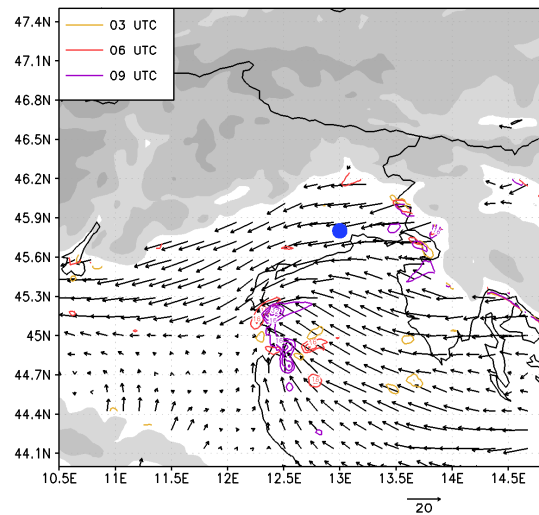 03 UTC
06 UTC
09 UTC
47.4N
47.1N
46.8N
46.5N
46.2N
45.9N
45.6N
45.3N
45N
44.7N
44.4N
44.1N
10.5E 11E 11.5E 12E 12.5E 13E 13.5E 14E 14.5E
20